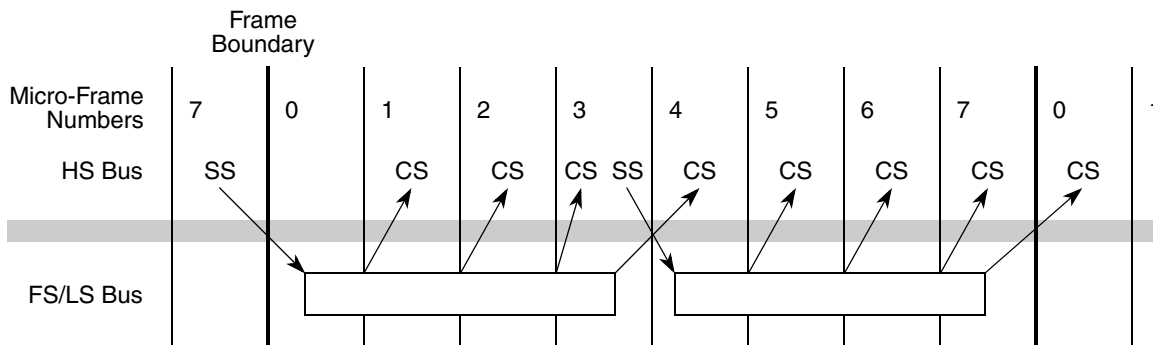 Frame
Boundary
Micro-Frame
Numbers
7 0 1 2 3 4 5 6 7 0
HS Bus SS CS CS CS SS CS CS CS CS CS
FS/LS Bus